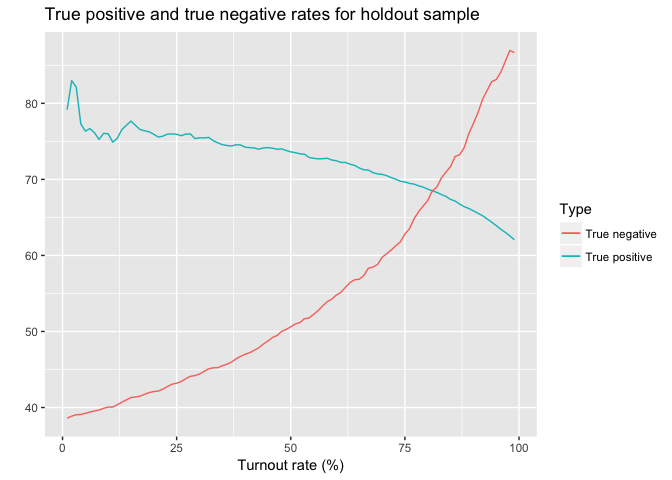 True positive and true negative rates for holdout sample
80
70
60
50
40
0 25 50 75 100
Turnout rate (%)
Type
True negative
True positive